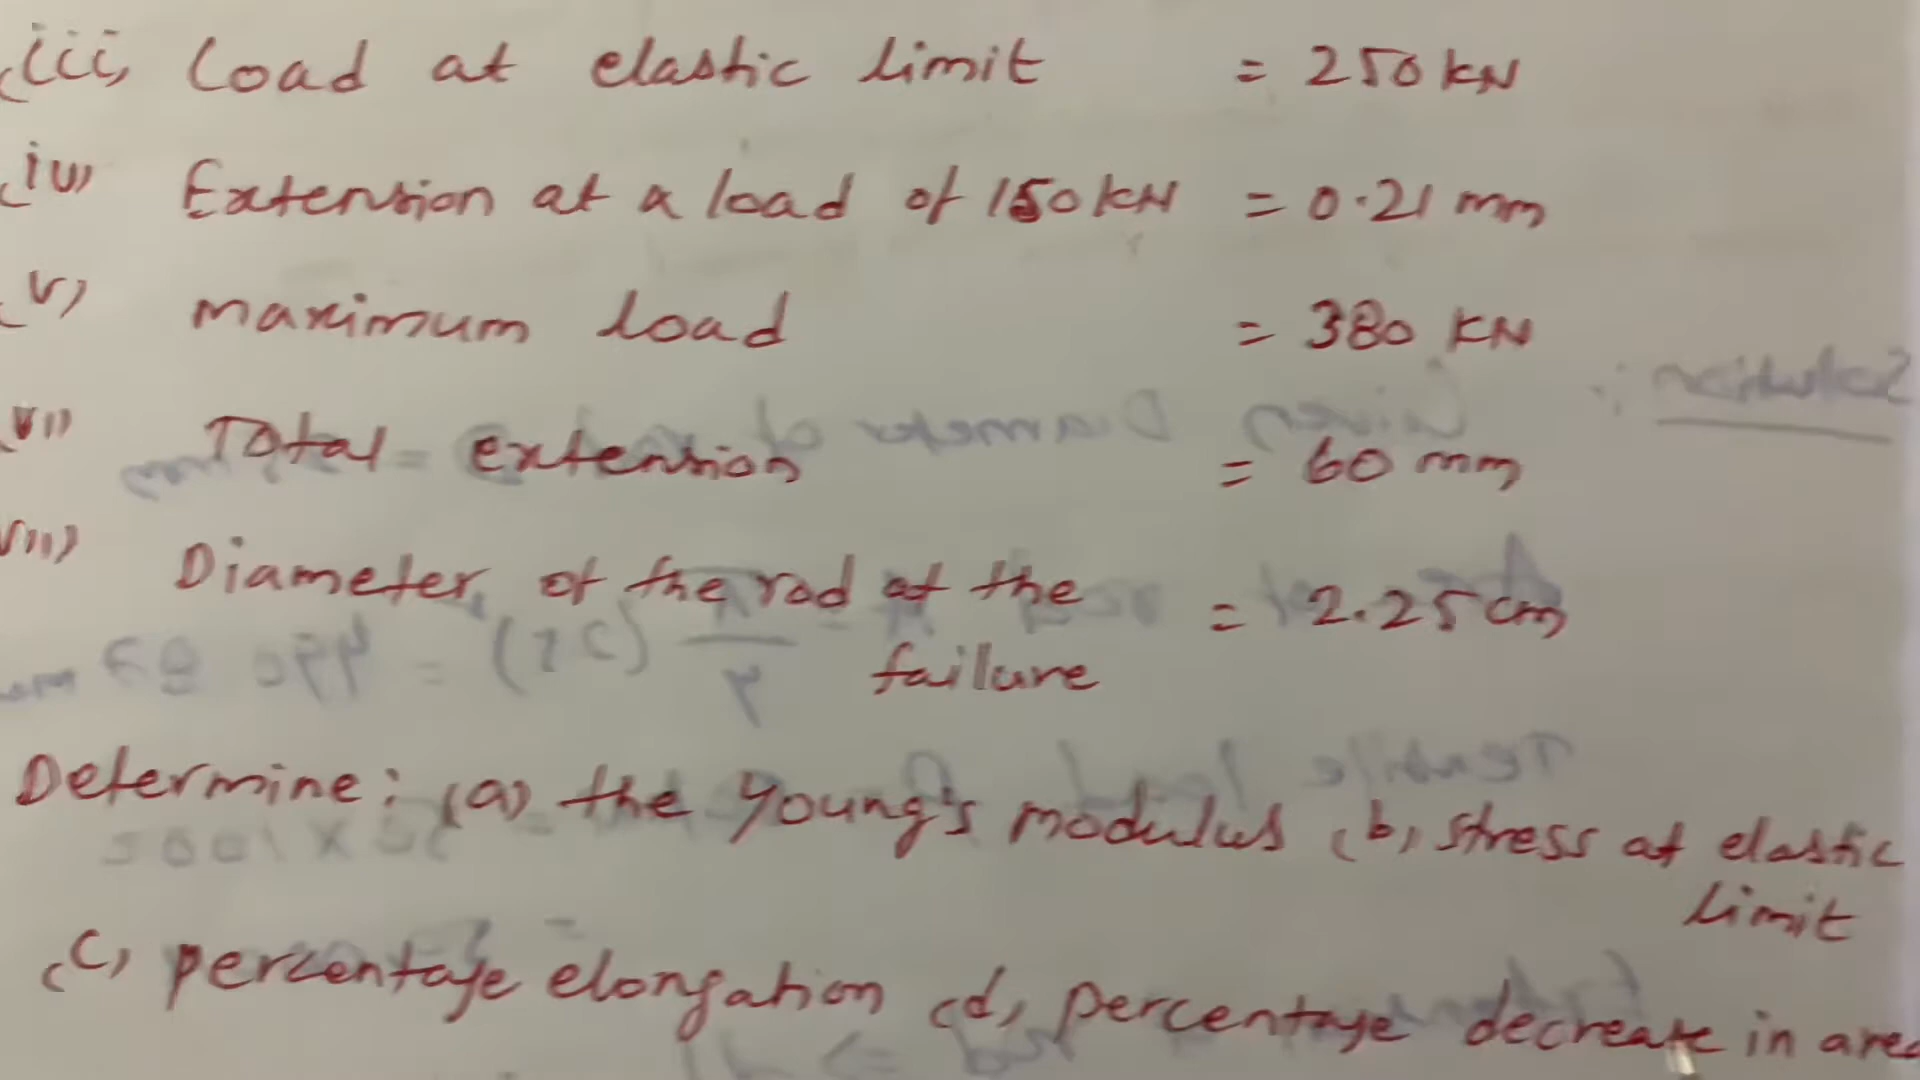 (iii) Load at elastic limit = 250 kN
(iv) Extension at a load of 150 kN = 0.21 mm
(v) maximum load = 380 KN
vi) Total extension = 60 mm
vii) Diameter of the rod at the = 2.25 cm
failure
Determine: (a) the Young's modulus (b) stress at elastic
limit
(c) percentage elongation (d) percentage decrease in area